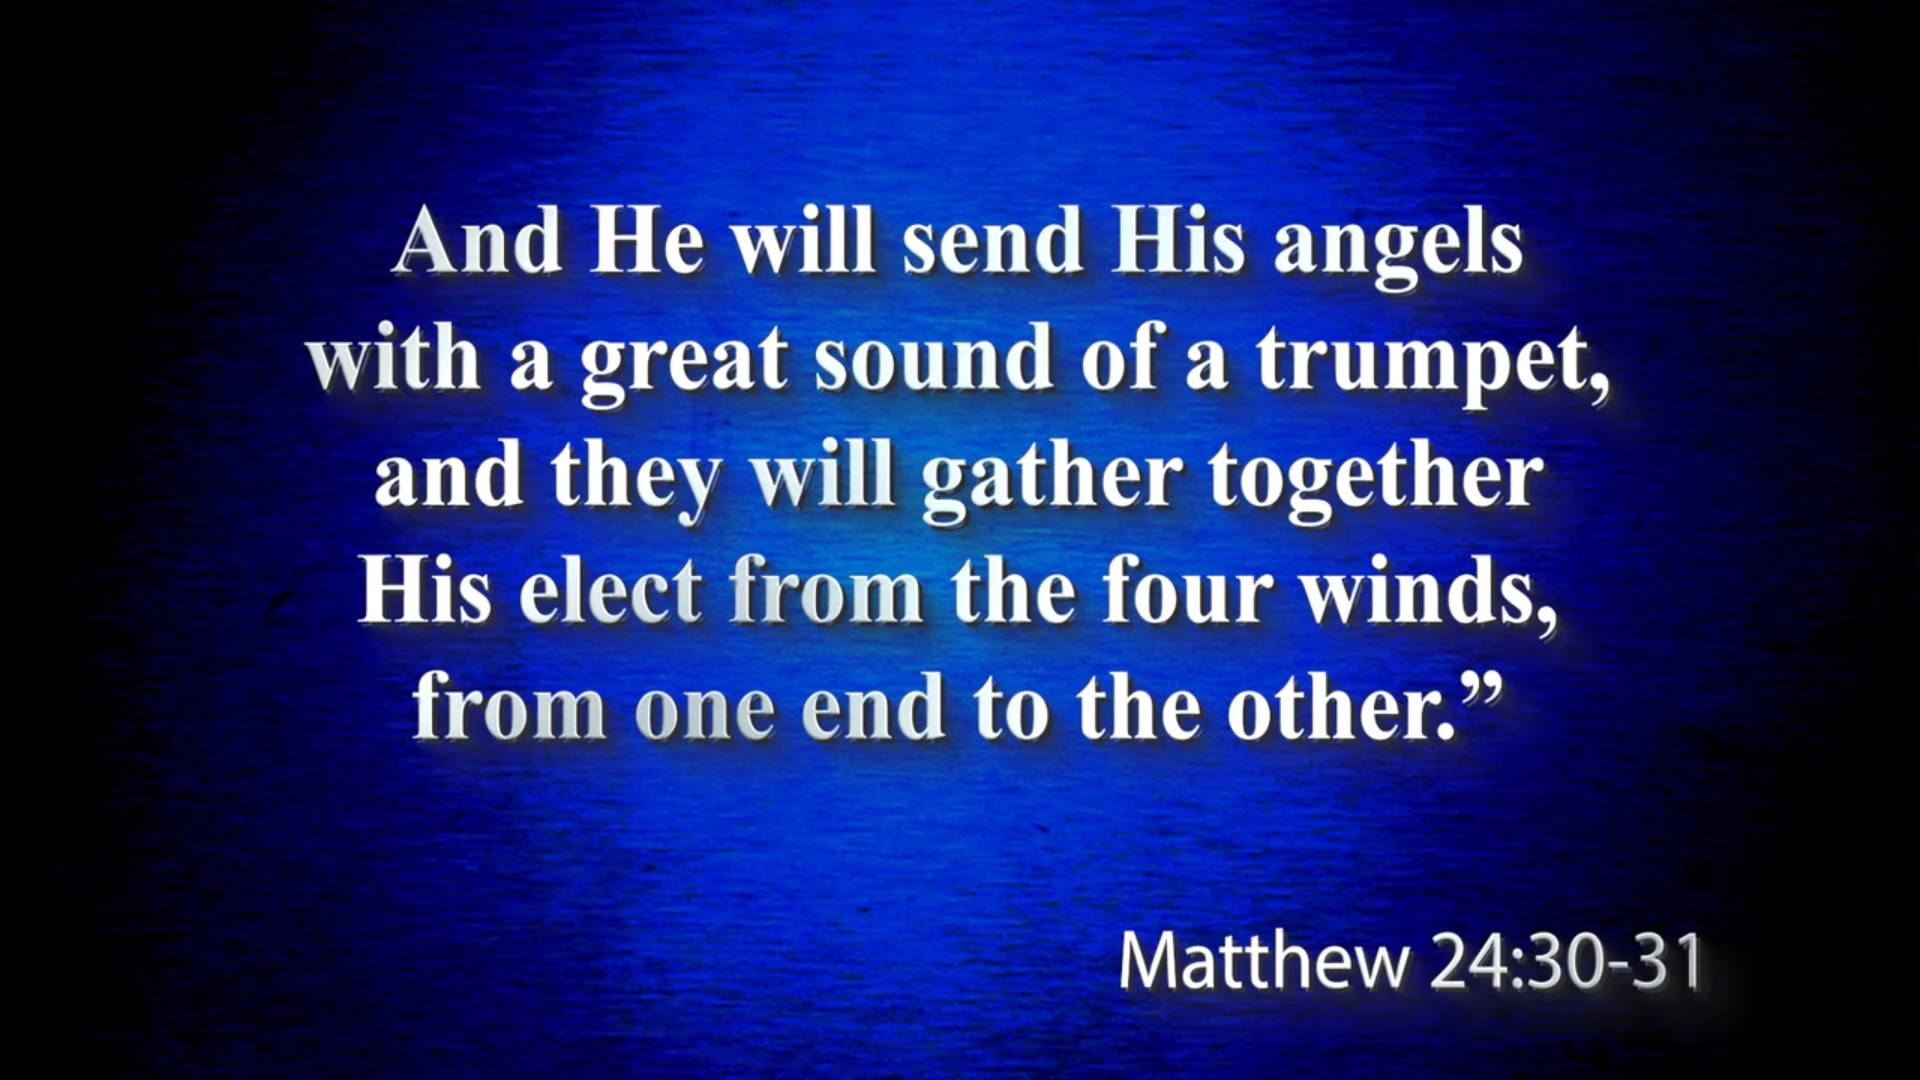 And He will send His angels
with a great sound of a trumpet,
and they will gather together
His elect from the four winds,
from one end to the other.”
Matthew 24:30-31